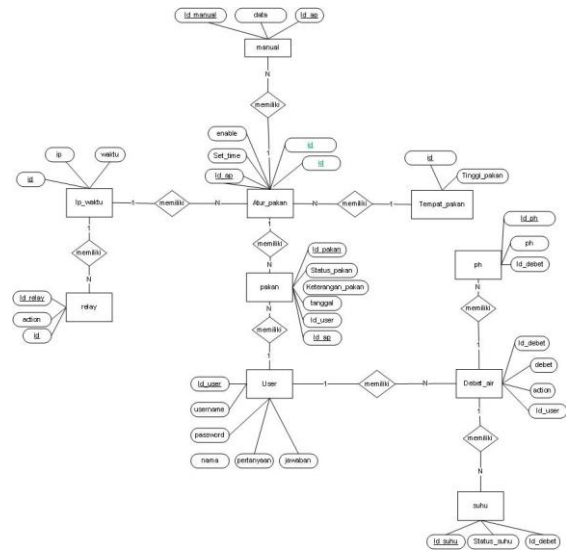 Id_manual
data
Id_ap
manual
N
memiliki
1
enable
id
Set_time
id
Id_ap
ip
waktu
id
Ip_waktu
1
memiliki
N
Atur_pakan
N
memiliki
1
Tempat_pakan
id
Tinggi_pakan
1
memiliki
N
relay
Id_relay
action
id
1
memiliki
N
pakan
Id_pakan
Status_pakan
Keterangan_pakan
tanggal
Id_user
Id_ap
N
memiliki
1
User
Id_user
username
password
nama
pertanyaan
jawaban
1
memiliki
N
Debet_air
Id_debet
debet
action
Id_user
1
memiliki
N
ph
Id_ph
ph
Id_debet
1
memiliki
N
suhu
Id_suhu
Status_suhu
Id_debet